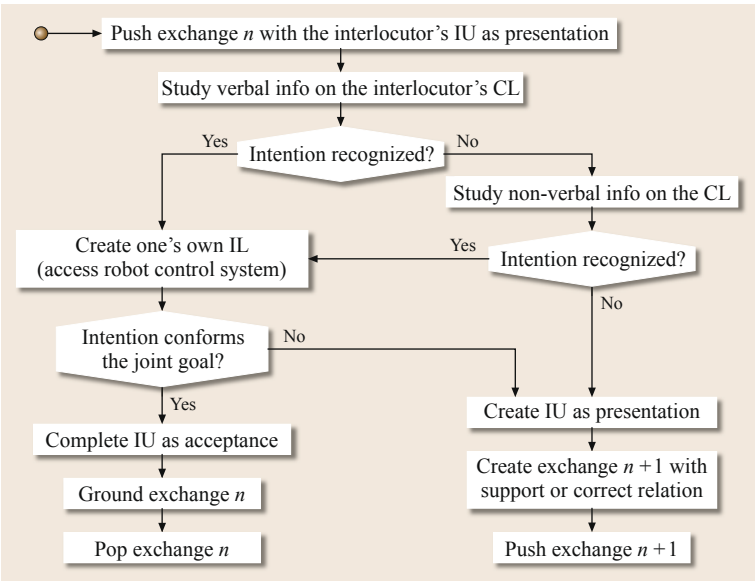 Push exchange n with the interlocutor's IU as presentation
Study verbal info on the interlocutor's CL
Yes
Intention recognized?
No
Study non-verbal info on the CL
Create one's own IL
(access robot control system)
Yes
Intention recognized?
No
Intention conforms
the joint goal?
No
Yes
Create IU as presentation
Complete IU as acceptance
Create exchange n+1 with
support or correct relation
Ground exchange n
Pop exchange n
Push exchange n+1